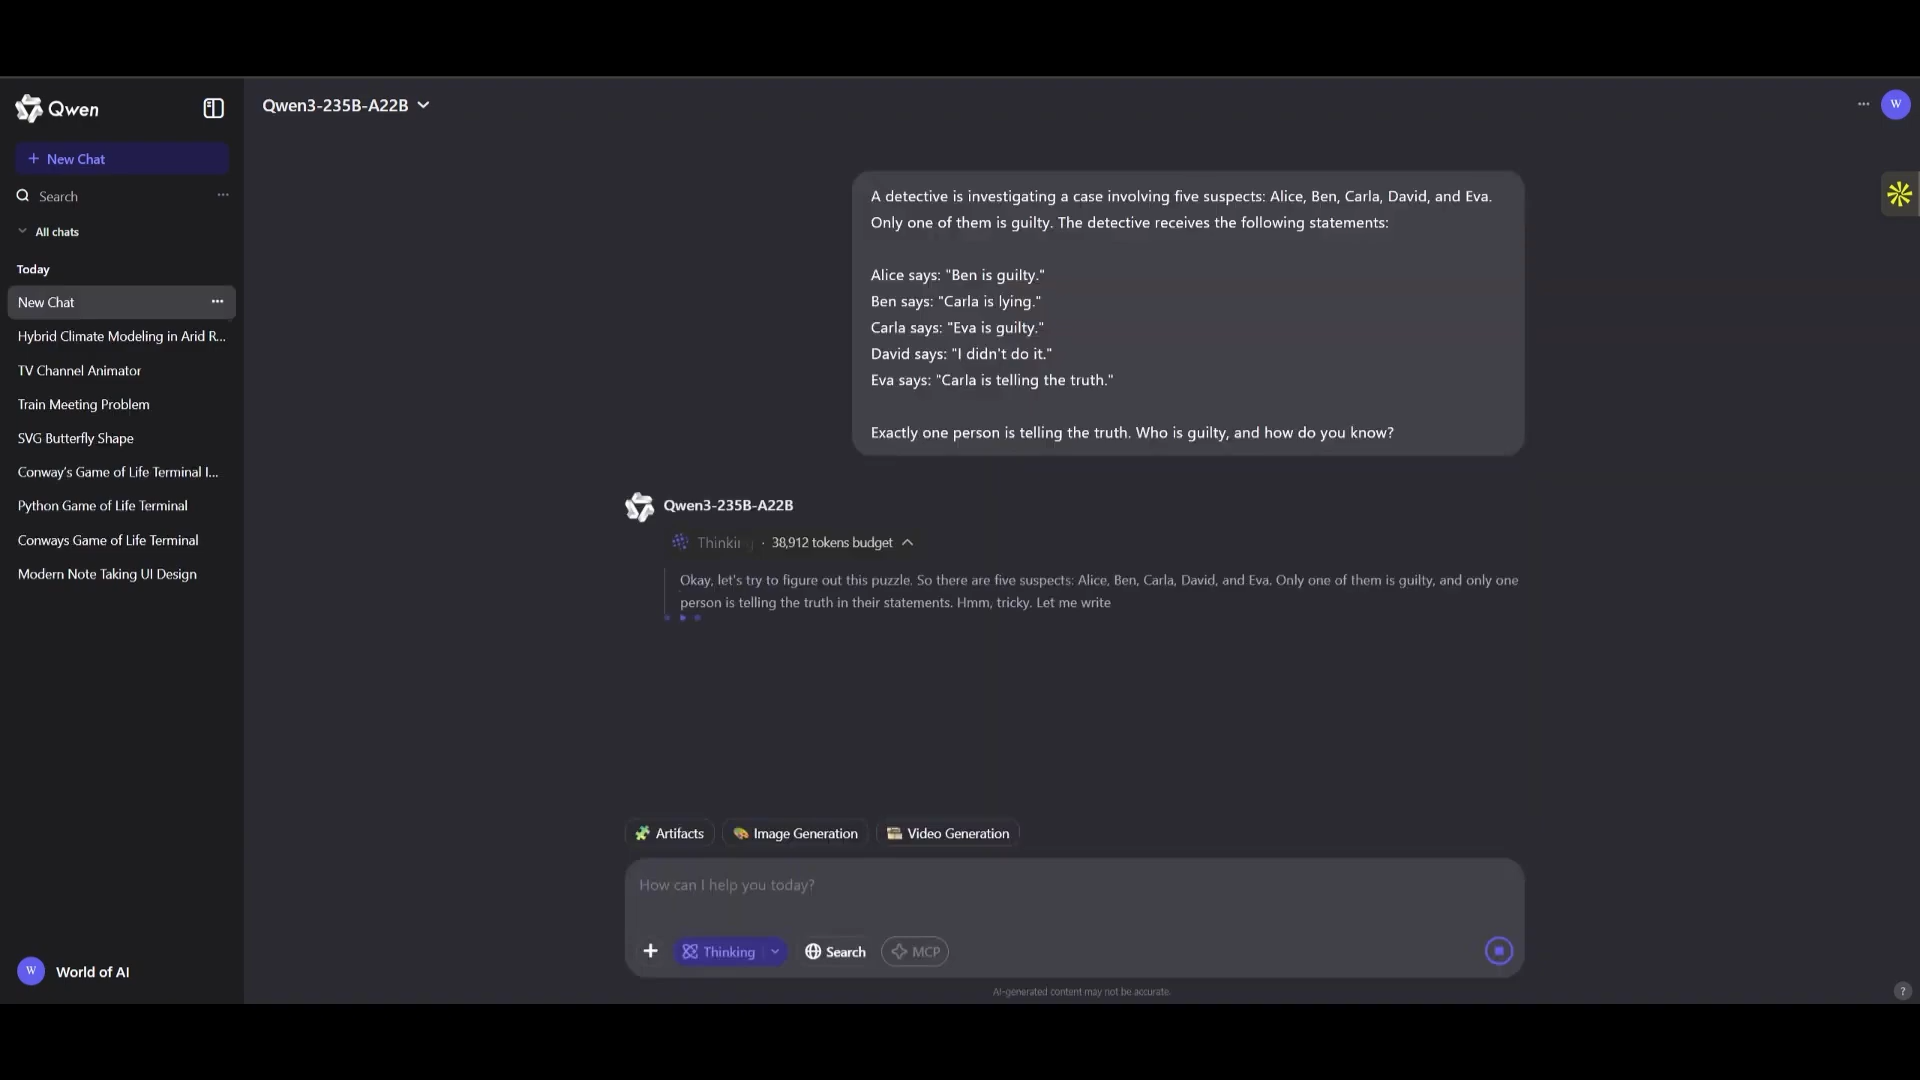 Qwen
+ New Chat
Search
All chats
Today
New Chat
Hybrid Climate Modeling in Arid R...
TV Channel Animator
Train Meeting Problem
SVG Butterfly Shape
Conway's Game of Life Terminal I...
Python Game of Life Terminal
Conways Game of Life Terminal
Modern Note Taking UI Design
W World of AI
Qwen3-235B-A22B
W
A detective is investigating a case involving five suspects: Alice, Ben, Carla, David, and Eva.
Only one of them is guilty. The detective receives the following statements:
Alice says: "Ben is guilty."
Ben says: "Carla is lying."
Carla says: "Eva is guilty."
David says: "I didn't do it."
Eva says: "Carla is telling the truth."
Exactly one person is telling the truth. Who is guilty, and how do you know?
Qwen3-235B-A22B
· 38,912 tokens budget
Okay, let's try to figure out this puzzle. So there are five suspects: Alice, Ben, Carla, David, and Eva. Only one of them is guilty, and only one
person is telling the truth in their statements. Hmm, tricky. Let me write
Artifacts Image Generation Video Generation
How can I help you today?
+ Thinking Search MCP
AI-generated content may not be accurate.
?